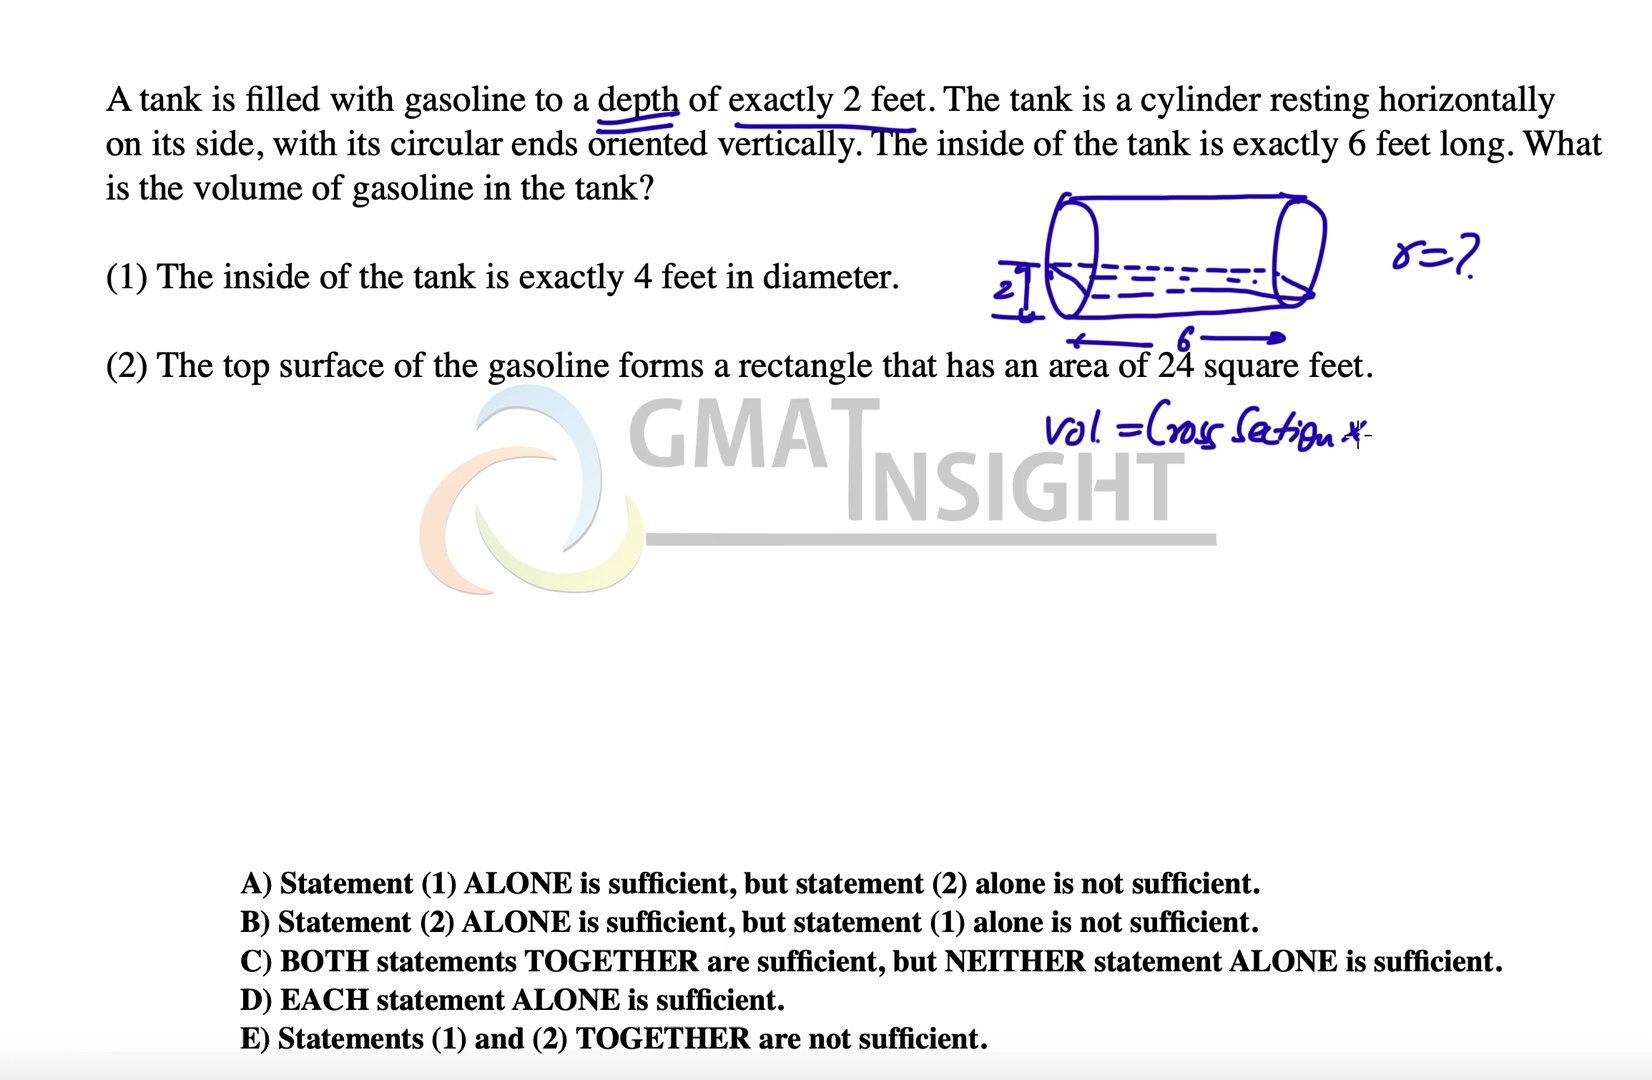 A tank is filled with gasoline to a depth of exactly 2 feet. The tank is a cylinder resting horizontally
on its side, with its circular ends oriented vertically. The inside of the tank is exactly 6 feet long. What
is the volume of gasoline in the tank?
r=?
(1) The inside of the tank is exactly 4 feet in diameter.
2
6
(2) The top surface of the gasoline forms a rectangle that has an area of 24 square feet.
Vol. = Cross Section *
GMAT
INSIGHT
A) Statement (1) ALONE is sufficient, but statement (2) alone is not sufficient.
B) Statement (2) ALONE is sufficient, but statement (1) alone is not sufficient.
C) BOTH statements TOGETHER are sufficient, but NEITHER statement ALONE is sufficient.
D) EACH statement ALONE is sufficient.
E) Statements (1) and (2) TOGETHER are not sufficient.